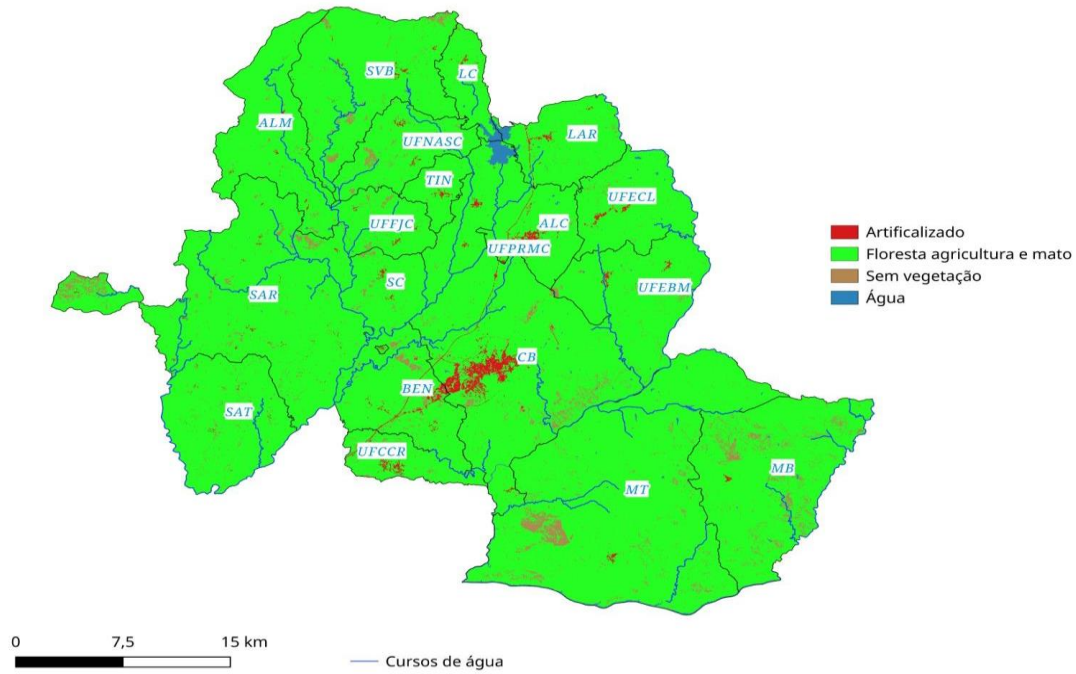 SVB
LC
ALM
LAR
UFNASC
TIN
UFECL
UFFJC
ALC
UFPRMC
SC
UFEBM
SAR
CB
BEN
SAT
UFCCR
MB
MT
Artificializado
Floresta agricultura e mato
Sem vegetação
Água
0 7,5 15 km
Cursos de água